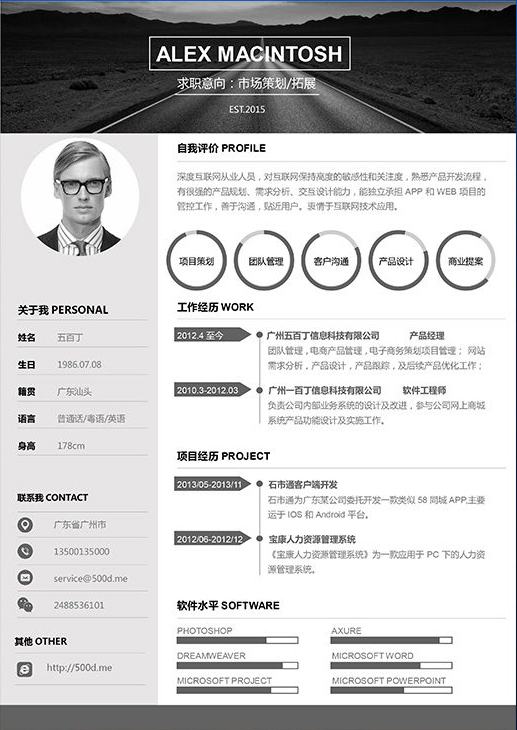 ALEX MACINTOSH
求职意向：市场策划/拓展
EST.2015
自我评价 PROFILE
深度互联网从业人员，对互联网保持高度的敏感性和关注度，熟悉产品开发流程，
有很强的产品规划、需求分析、交互设计能力，能独立承担 APP 和 WEB 项目的
管控工作，善于沟通，贴近用户。衷情于互联网技术应用。
项目策划
团队管理
客户沟通
产品设计
商业提案
关于我 PERSONAL
姓名 五百丁
生日 1986.07.08
籍贯 广东汕头
语言 普通话/粤语/英语
身高 178cm
联系我 CONTACT
广东省广州市
13500135000
service@500d.me
2488536101
其他 OTHER
http://500d.me
工作经历 WORK
2012.4 至今 广州五百丁信息科技有限公司 产品经理
团队管理，电商产品管理，电子商务策划项目管理； 网站
需求分析，产品设计，产品跟踪，及后续产品优化工作；
2010.3-2012.03 广州一百丁信息科技有限公司 软件工程师
负责公司内部业务系统的设计及改进，参与公司网上商城
系统产品功能设计及实施工作。
项目经历 PROJECT
2013/05-2013/11 石市通客户端开发
石市通为广东某公司委托开发一款类似 58 同城 APP,主要
运于 IOS 和 Android 平台。
2012/06-2012/12 宝康人力资源管理系统
《宝康人力资源管理系统》为一款应用于 PC 下的人力资
源管理系统。
软件水平 SOFTWARE
PHOTOSHOP AXURE
DREAMWEAVER MICROSOFT WORD
MICROSOFT PROJECT MICROSOFT POWERPOINT